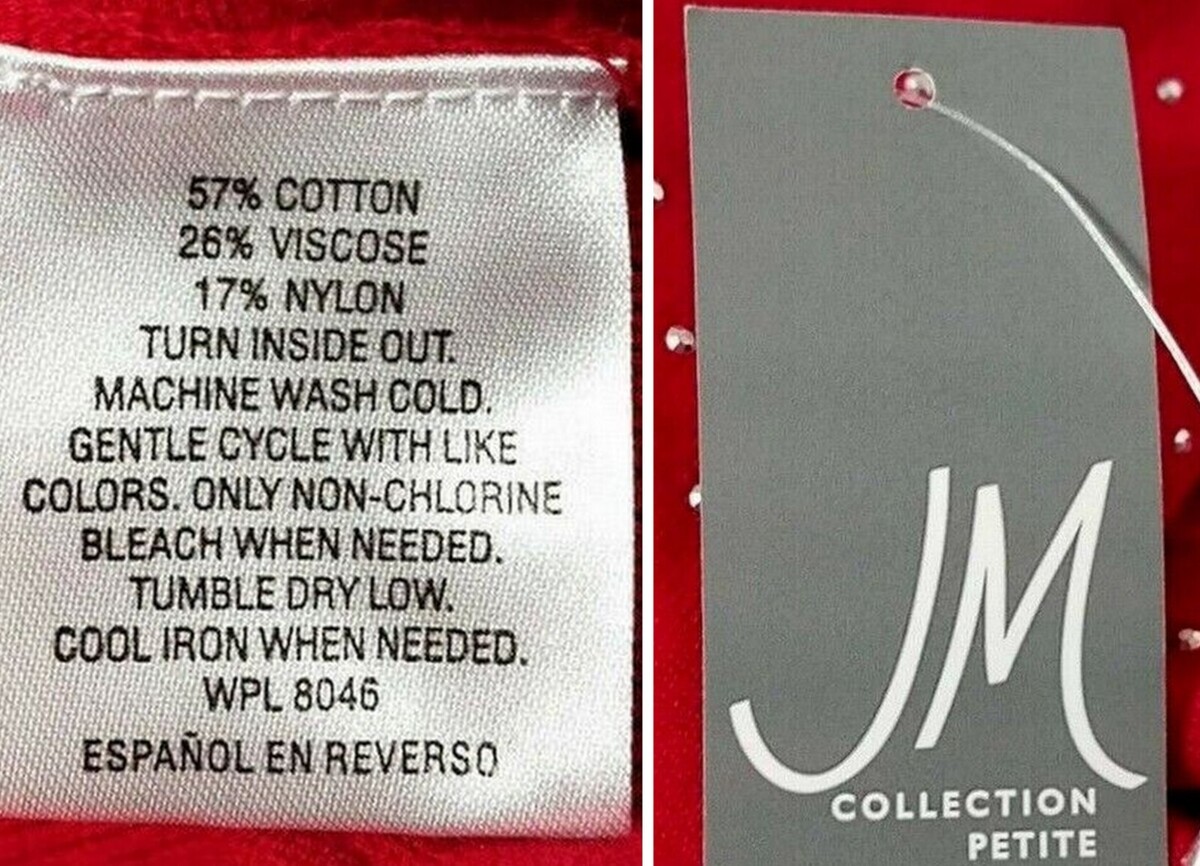 57% COTTON
26% VISCOSE
17% NYLON
TURN INSIDE OUT.
MACHINE WASH COLD.
GENTLE CYCLE WITH LIKE
COLORS. ONLY NON-CHLORINE
BLEACH WHEN NEEDED.
TUMBLE DRY LOW.
COOL IRON WHEN NEEDED.
WPL 8046
ESPAÑOL EN REVERSO
JM
COLLECTION
PETITE